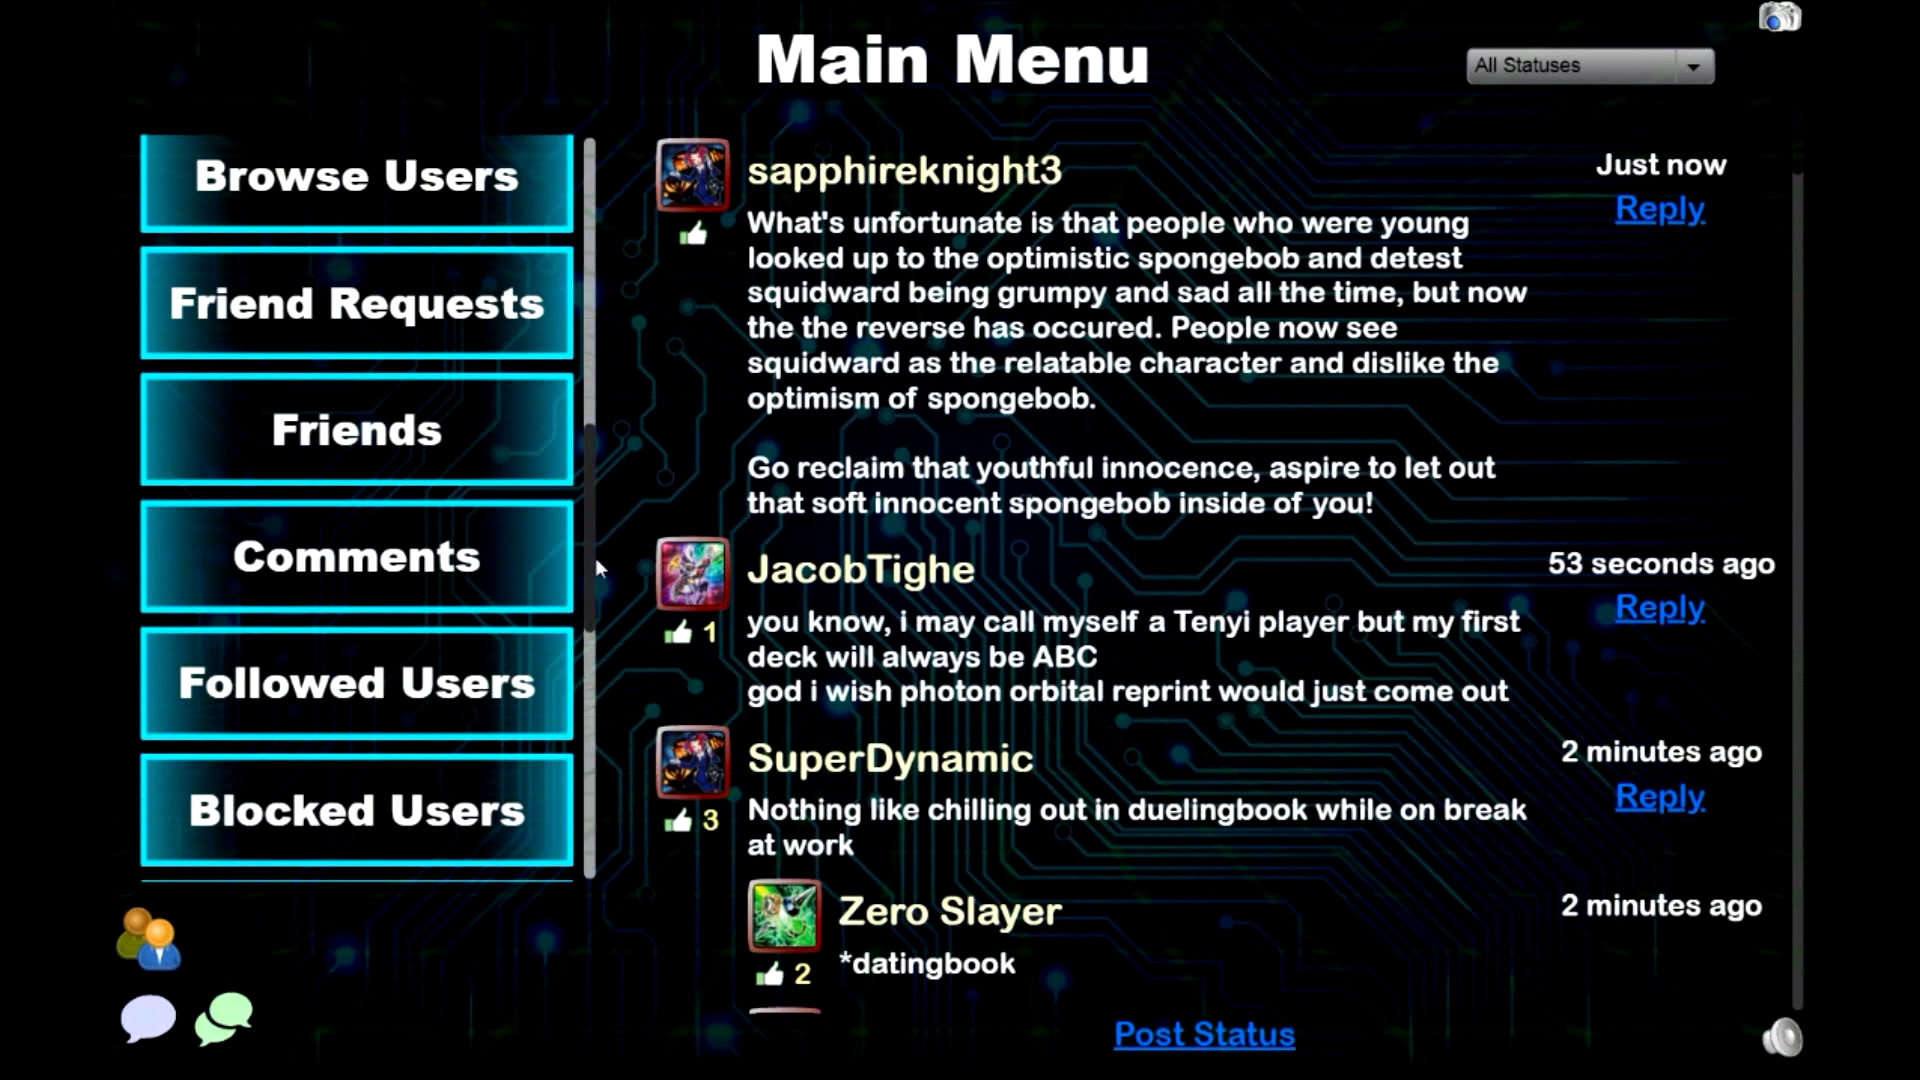 Main Menu
All Statuses
Browse Users
Friend Requests
Friends
Comments
Followed Users
Blocked Users
sapphireknight3
Just now
Reply
What's unfortunate is that people who were young
looked up to the optimistic spongebob and detest
squidward being grumpy and sad all the time, but now
the the reverse has occured. People now see
squidward as the relatable character and dislike the
optimism of spongebob.
Go reclaim that youthful innocence, aspire to let out
that soft innocent spongebob inside of you!
JacobTighe
53 seconds ago
Reply
1
you know, i may call myself a Tenyi player but my first
deck will always be ABC
god i wish photon orbital reprint would just come out
SuperDynamic
2 minutes ago
Reply
3
Nothing like chilling out in duelingbook while on break
at work
Zero Slayer
2 minutes ago
2
*datingbook
Post Status